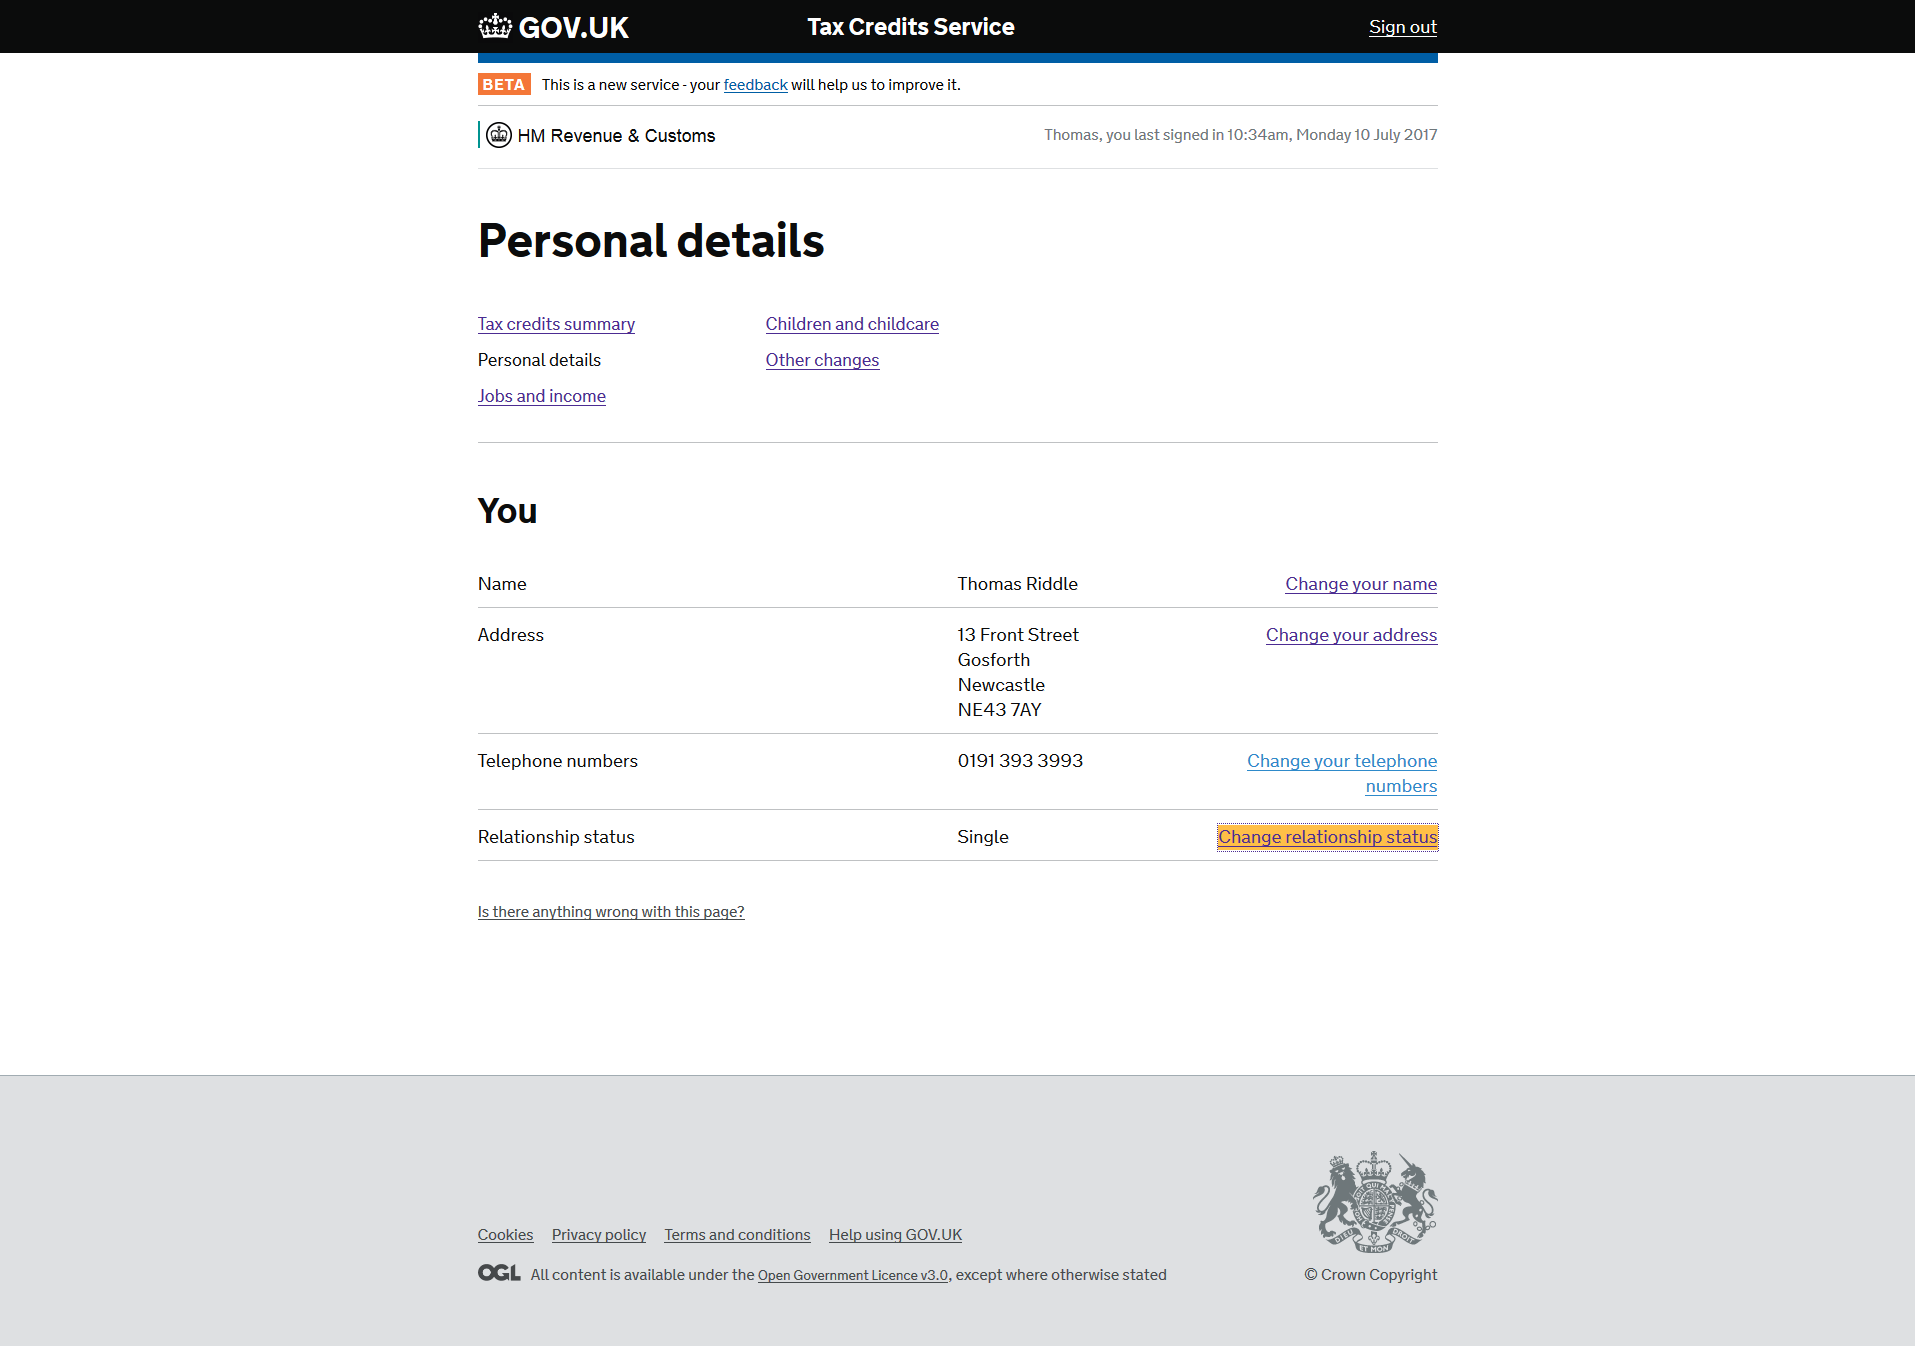 GOV.UK
Tax Credits Service
Sign out
BETA This is a new service - your feedback will help us to improve it.
HM Revenue & Customs
Thomas, you last signed in 10:34am, Monday 10 July 2017
Personal details
Tax credits summary
Children and childcare
Personal details
Other changes
Jobs and income
You
Name
Thomas Riddle
Change your name
Address
13 Front Street
Change your address
Gosforth
Newcastle
NE43 7AY
Telephone numbers
0191 393 3993
Change your telephone
numbers
Relationship status
Single
Change relationship status
Is there anything wrong with this page?
Cookies Privacy policy Terms and conditions Help using GOV.UK
OGL All content is available under the Open Government Licence v3.0, except where otherwise stated
DIEU ET MON DROIT
© Crown Copyright